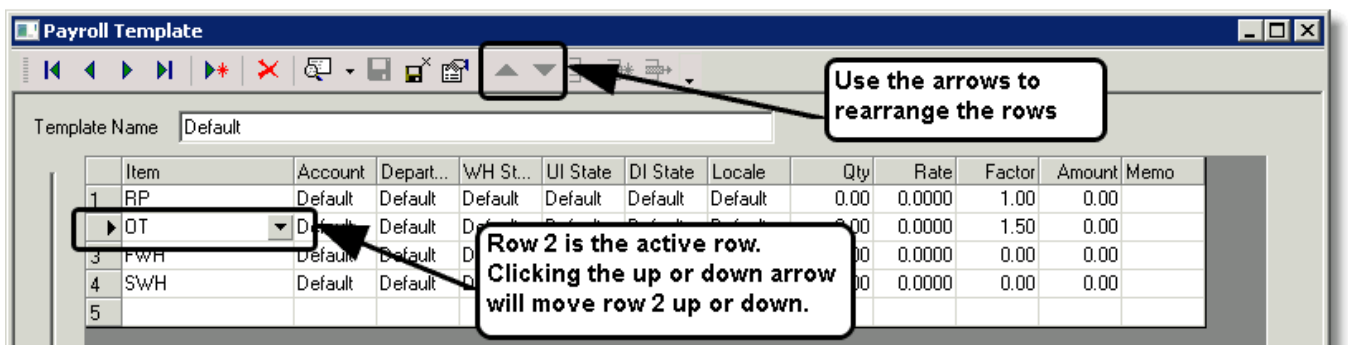 Payroll Template
Use the arrows to
rearrange the rows
Template Name Default
Item Account Depart... WH St... UI State DI State Locale Qty Rate Factor Amount Memo
1 RP Default Default Default Default Default Default 0.00 0.0000 1.00 0.00
OT Default 0.0000 1.50 0.00
3 FWH Default Default 0.0000 0.00 0.00
4 SWH Default Default 0.0000 0.00 0.00
5
Row 2 is the active row.
Clicking the up or down arrow
will move row 2 up or down.